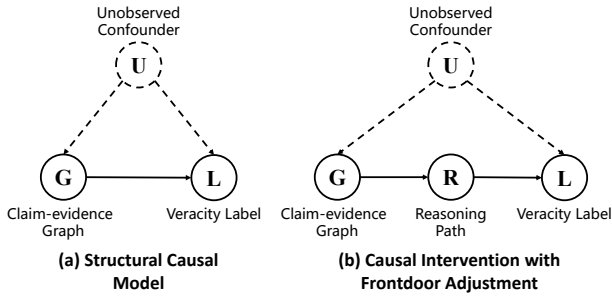 Unobserved
Confounder
U
G
L
Claim-evidence
Graph
Veracity Label
(a) Structural Causal
Model
Unobserved
Confounder
U
G
R
L
Claim-evidence
Graph
Reasoning
Path
Veracity Label
(b) Causal Intervention with
Frontdoor Adjustment